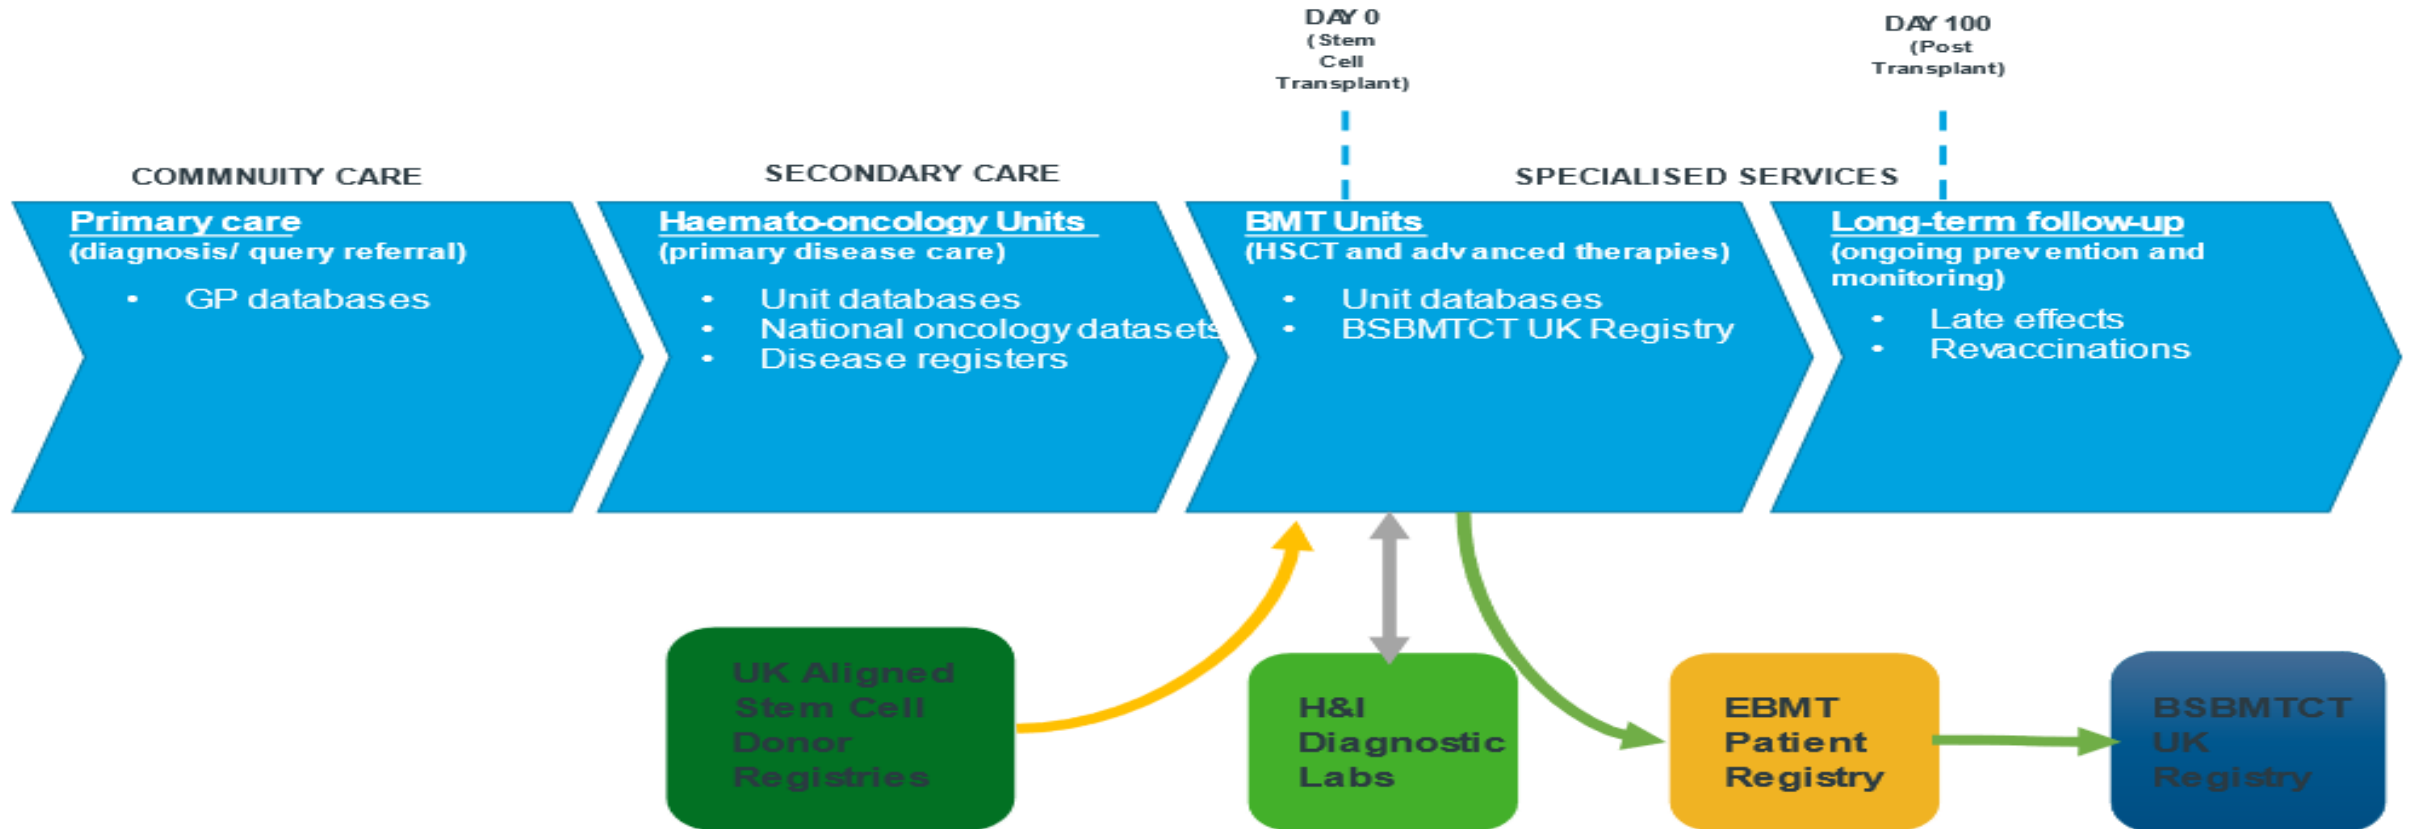 DAY 0
(Stem
Cell
Transplant)
DAY 100
(Post
Transplant)
COMMNUITY CARE
SECONDARY CARE
SPECIALISED SERVICES
Primary care
(diagnosis/ query referral)
• GP databases
Haemato-oncology Units
(primary disease care)
• Unit databases
• National oncology datasets
• Disease registers
BMT Units
(HSCT and advanced therapies)
• Unit databases
• BSBMTCT UK Registry
Long-term follow-up
(ongoing prevention and
monitoring)
• Late effects
• Revaccinations
UK Aligned
Stem Cell
Donor
Registries
H&I
Diagnostic
Labs
EBMT
Patient
Registry
BSBMTCT
UK
Registry